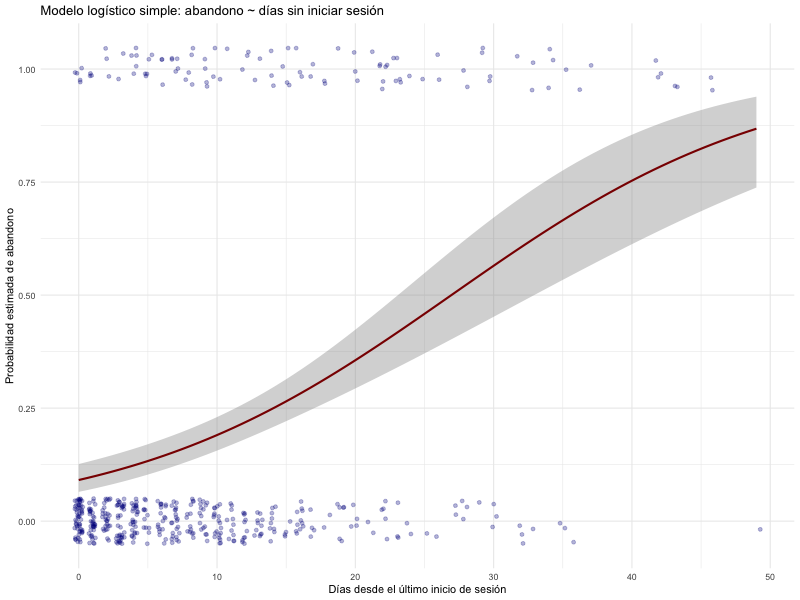 Modelo logístico simple: abandono ~ días sin iniciar sesión
Probabilidad estimada de abandono
1.00
0.75
0.50
0.25
0.00
0 10 20 30 40 50
Días desde el último inicio de sesión